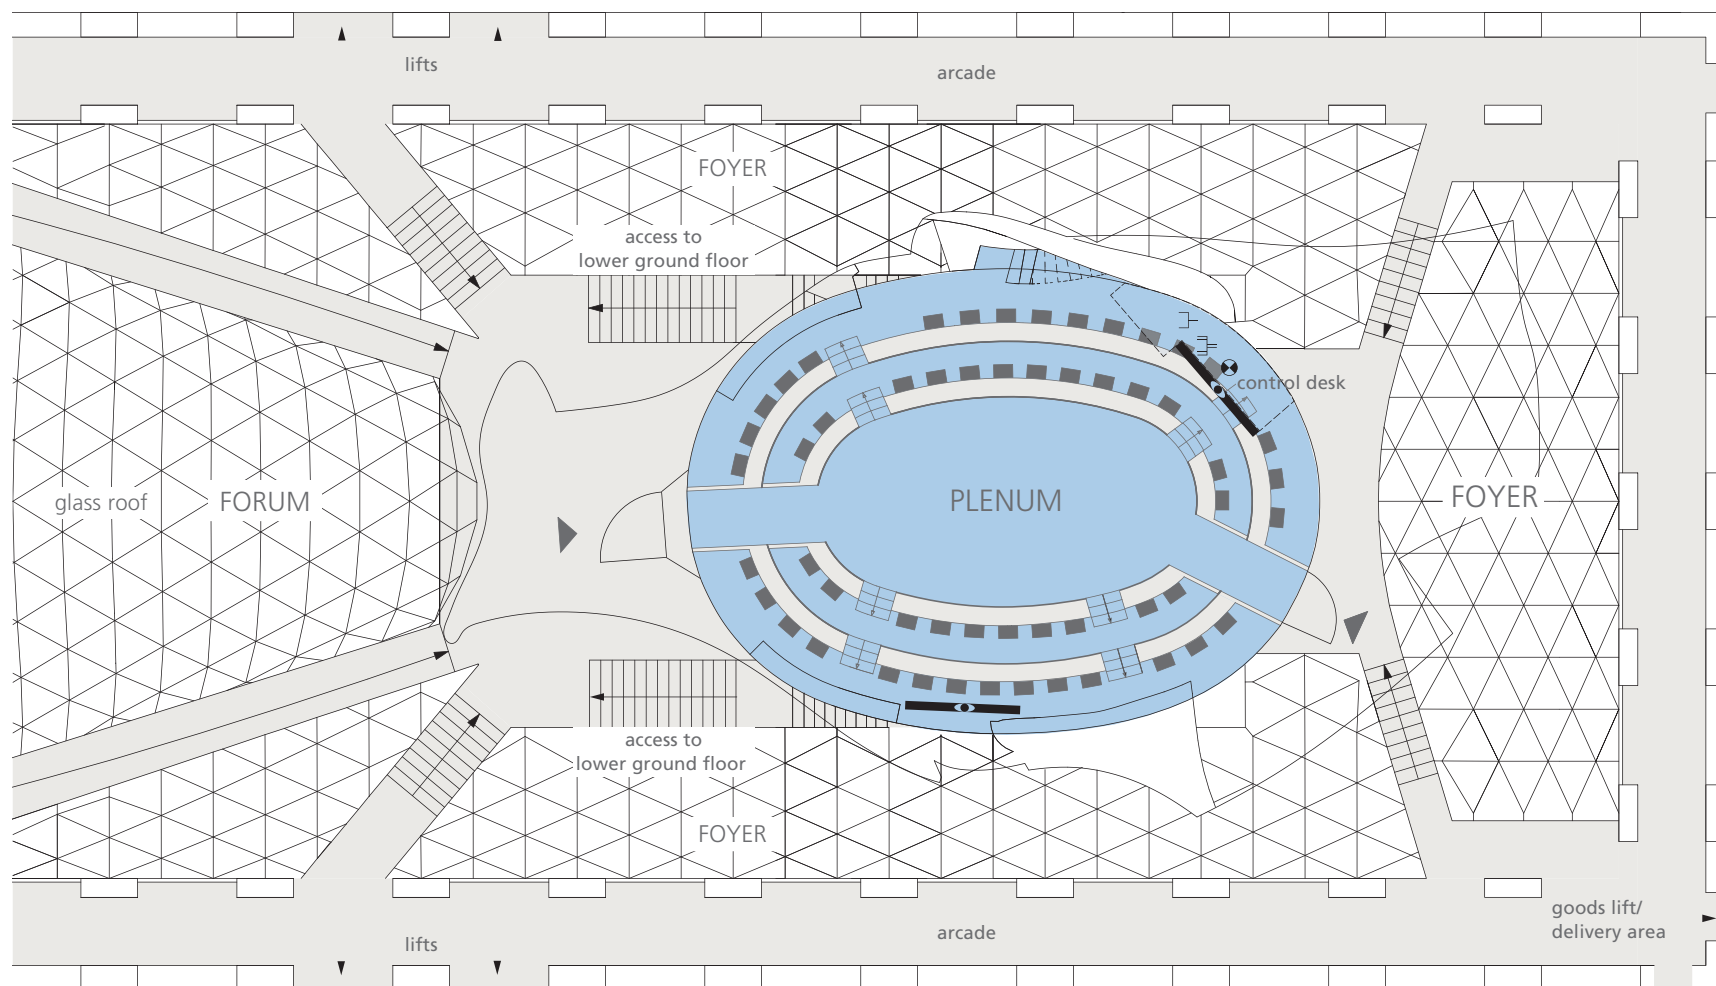 lifts
arcade
FOYER
access to
lower ground floor
control desk
glass roof
FORUM
PLENUM
FOYER
access to
lower ground floor
FOYER
goods lift/
delivery area
lifts
arcade